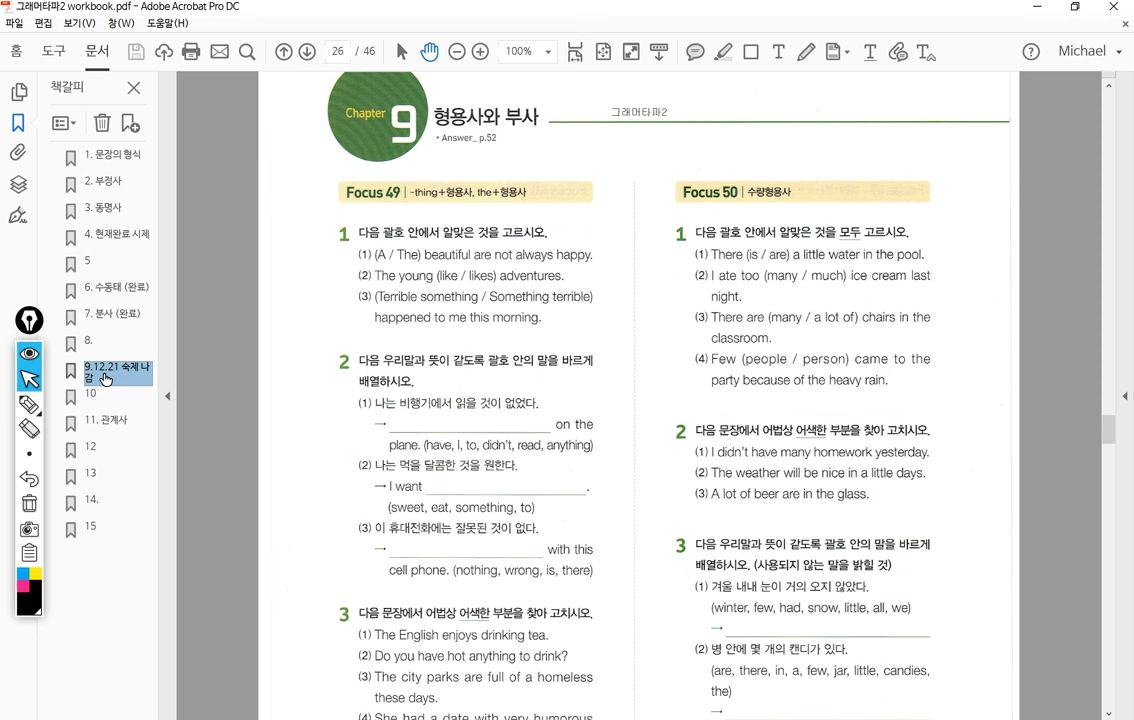 그래머타파2 workbook.pdf - Adobe Acrobat Pro DC
파일 편집 보기(V) 창(W) 도움말(H)
홈 도구 문서 26 / 46 100% Michael
책갈피
1. 문장의 형식
2. 부정사
3. 동명사
4. 현재완료 시제
5
6. 수동태 (완료)
7. 분사 (완료)
8.
9.12.21 숙제 나
감
10
11. 관계사
12
13
14.
15
Chapter 9 형용사와 부사 그래머타파2
• Answer_ p.52
Focus 49 -thing+형용사, the+형용사
1 다음 괄호 안에서 알맞은 것을 고르시오.
(1) (A / The) beautiful are not always happy.
(2) The young (like / likes) adventures.
(3) (Terrible something / Something terrible)
happened to me this morning.
2 다음 우리말과 뜻이 같도록 괄호 안의 말을 바르게
배열하시오.
(1) 나는 비행기에서 읽을 것이 없었다.
→ ____________________ on the
plane. (have, I, to, didn't, read, anything)
(2) 나는 먹을 달콤한 것을 원한다.
→ I want ____________________.
(sweet, eat, something, to)
(3) 이 휴대전화에는 잘못된 것이 없다.
→ ____________________ with this
cell phone. (nothing, wrong, is, there)
3 다음 문장에서 어법상 어색한 부분을 찾아 고치시오.
(1) The English enjoys drinking tea.
(2) Do you have hot anything to drink?
(3) The city parks are full of a homeless
these days.
(4) She had a date with very humorous
Focus 50 수량형용사
1 다음 괄호 안에서 알맞은 것을 모두 고르시오.
(1) There (is / are) a little water in the pool.
(2) I ate too (many / much) ice cream last
night.
(3) There are (many / a lot of) chairs in the
classroom.
(4) Few (people / person) came to the
party because of the heavy rain.
2 다음 문장에서 어법상 어색한 부분을 찾아 고치시오.
(1) I didn't have many homework yesterday.
(2) The weather will be nice in a little days.
(3) A lot of beer are in the glass.
3 다음 우리말과 뜻이 같도록 괄호 안의 말을 바르게
배열하시오. (사용되지 않는 말을 밝힐 것)
(1) 겨울 내내 눈이 거의 오지 않았다.
(winter, few, had, snow, little, all, we)
→ ____________________
(2) 병 안에 몇 개의 캔디가 있다.
(are, there, in, a, few, jar, little, candies,
the)
→